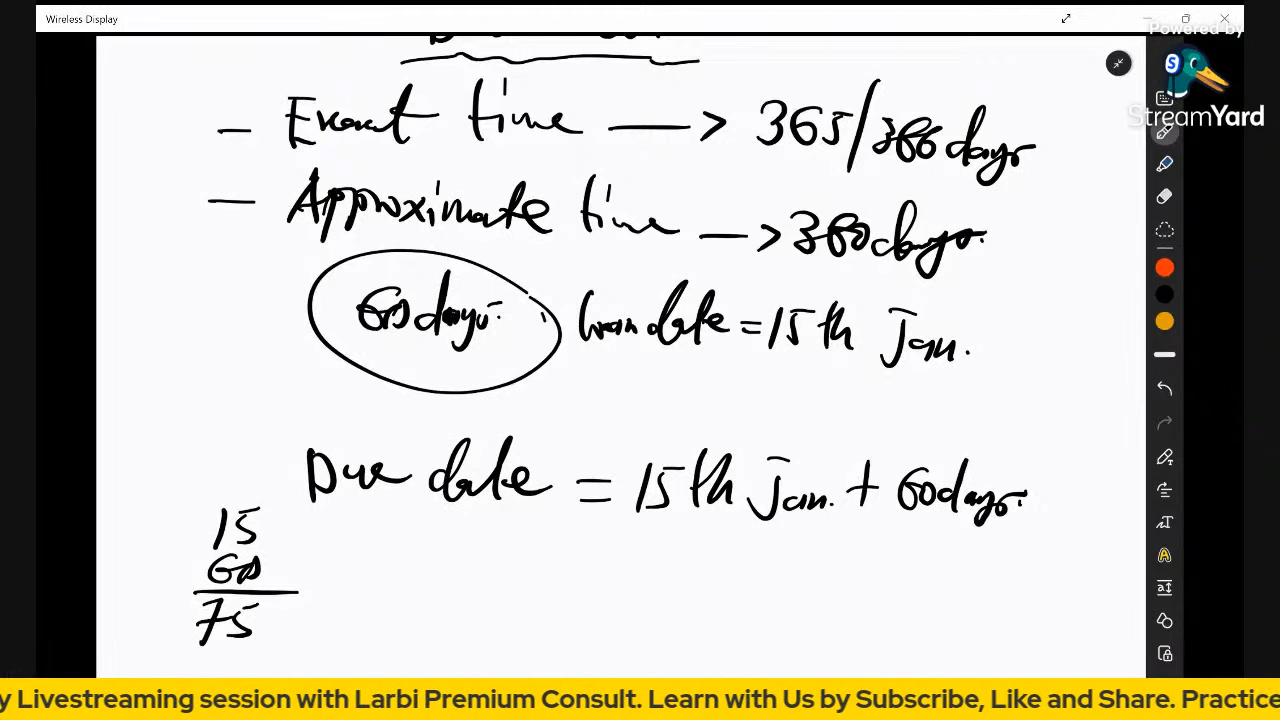 Wireless Display
Powered by
StreamYard
— Exact time —> 365/366 days
— Approximate time —> 360 days.
60 days. Loan date = 15th Jan.
Due date = 15th Jan. + 60 days.
15
60
75
y Livestreaming session with Larbi Premium Consult. Learn with Us by Subscribe, Like and Share. Practice